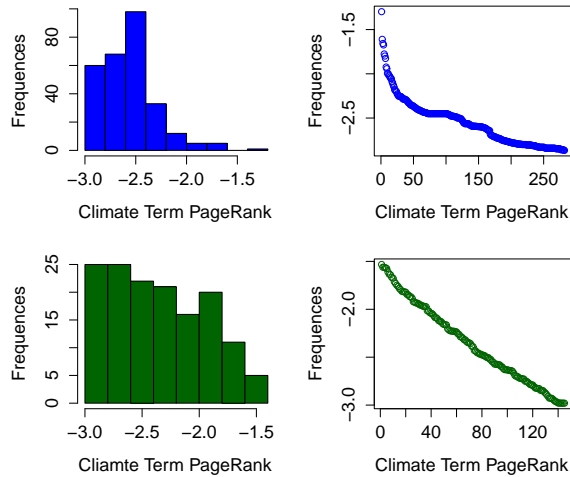 Frequences
80
40
0
−3.0 −2.5 −2.0 −1.5
Climate Term PageRank
Frequences
−1.5
−2.5
0 50 150 250
Climate Term PageRank
Frequences
25
15
5
0
−3.0 −2.5 −2.0 −1.5
Cliamte Term PageRank
Frequences
−2.0
−3.0
0 40 80 120
Climate Term PageRank